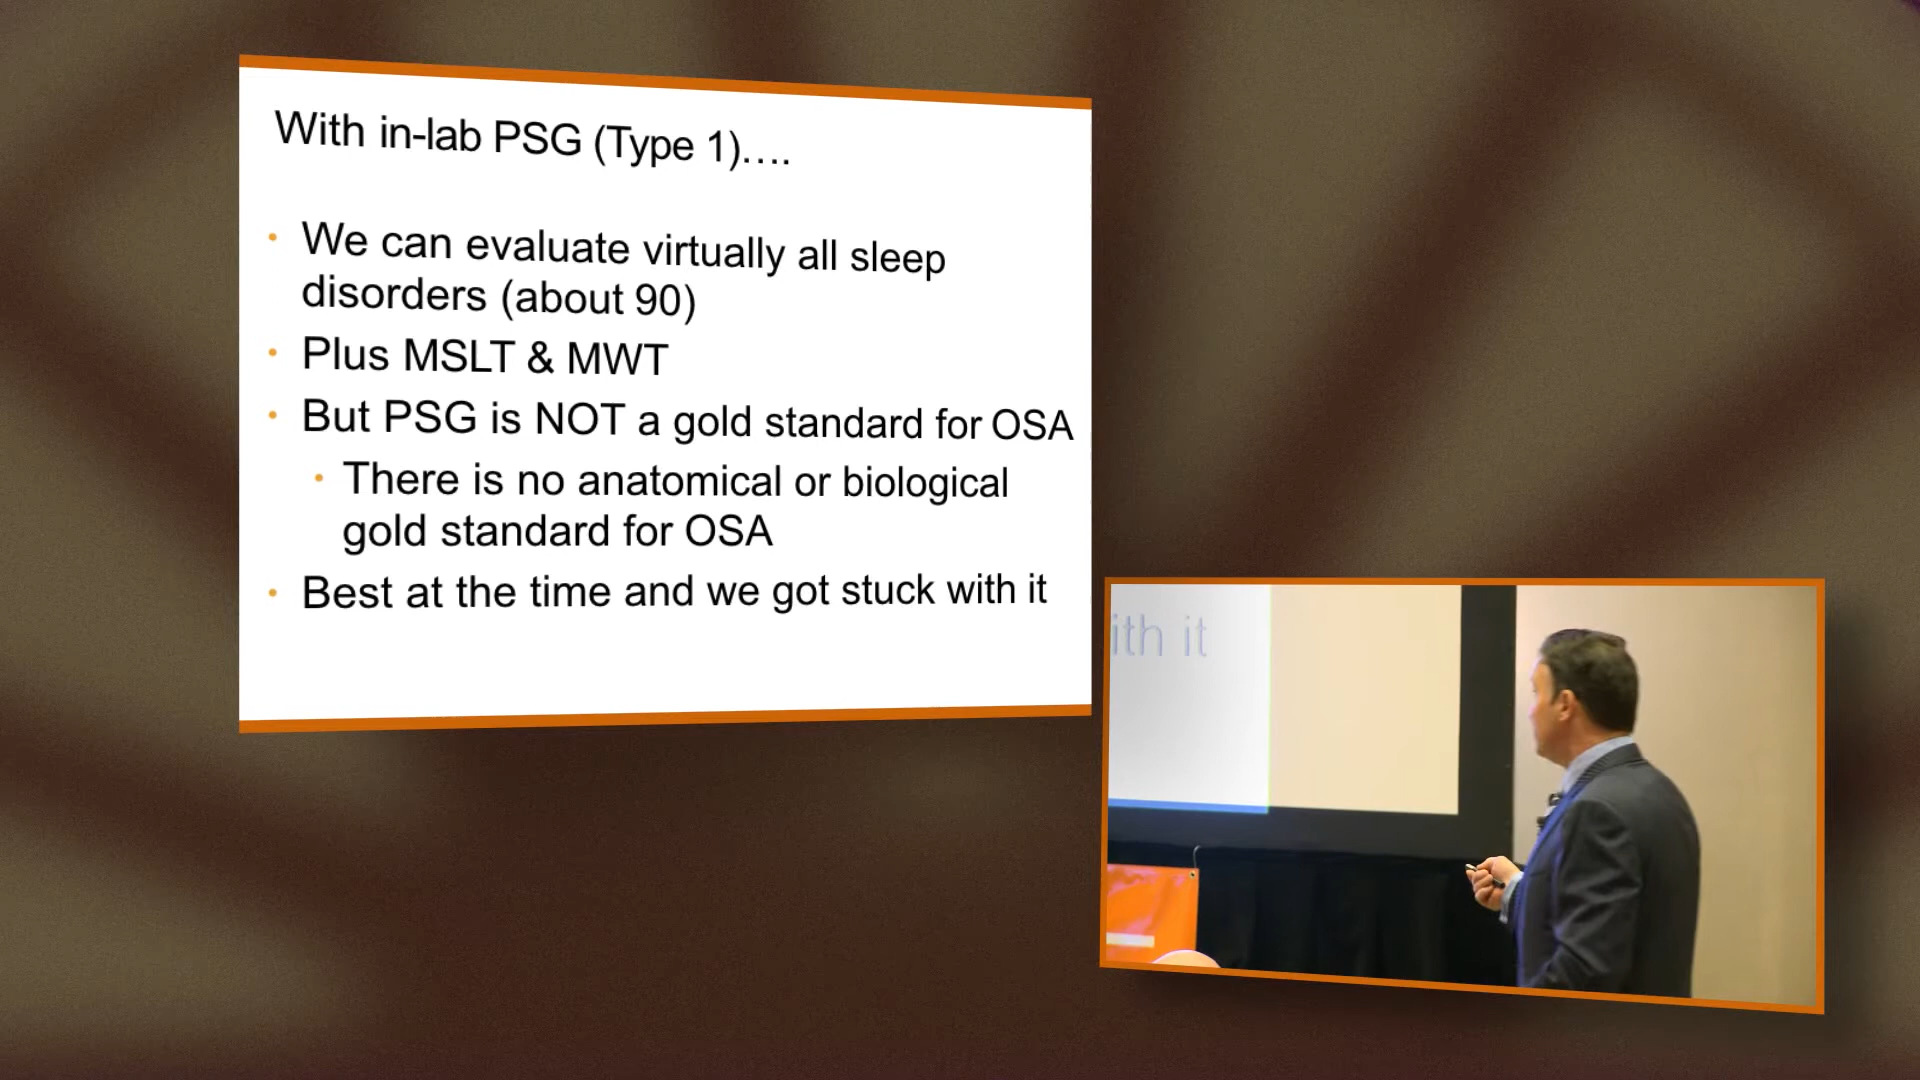 With in-lab PSG (Type 1)....
• We can evaluate virtually all sleep
disorders (about 90)
• Plus MSLT & MWT
• But PSG is NOT a gold standard for OSA
• There is no anatomical or biological
gold standard for OSA
• Best at the time and we got stuck with it
ith it